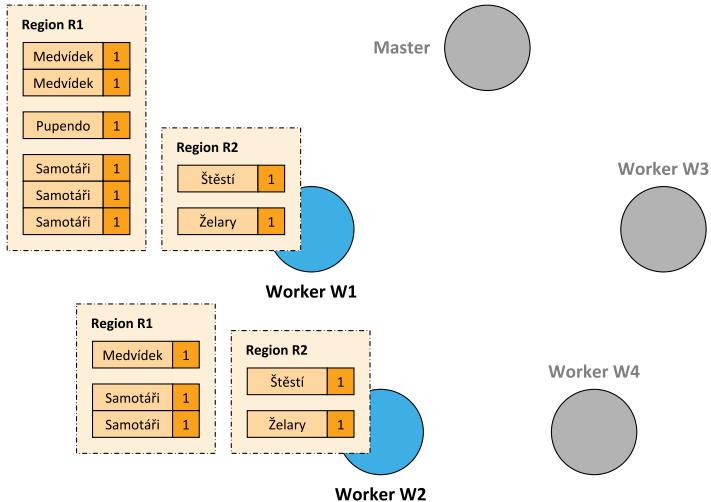 Region R1
Medvídek 1
Medvídek 1
Pupendo 1
Samotáři 1
Samotáři 1
Samotáři 1
Region R2
Štěstí 1
Želary 1
Worker W1
Master
Worker W3
Region R1
Medvídek 1
Samotáři 1
Samotáři 1
Region R2
Štěstí 1
Želary 1
Worker W2
Worker W4